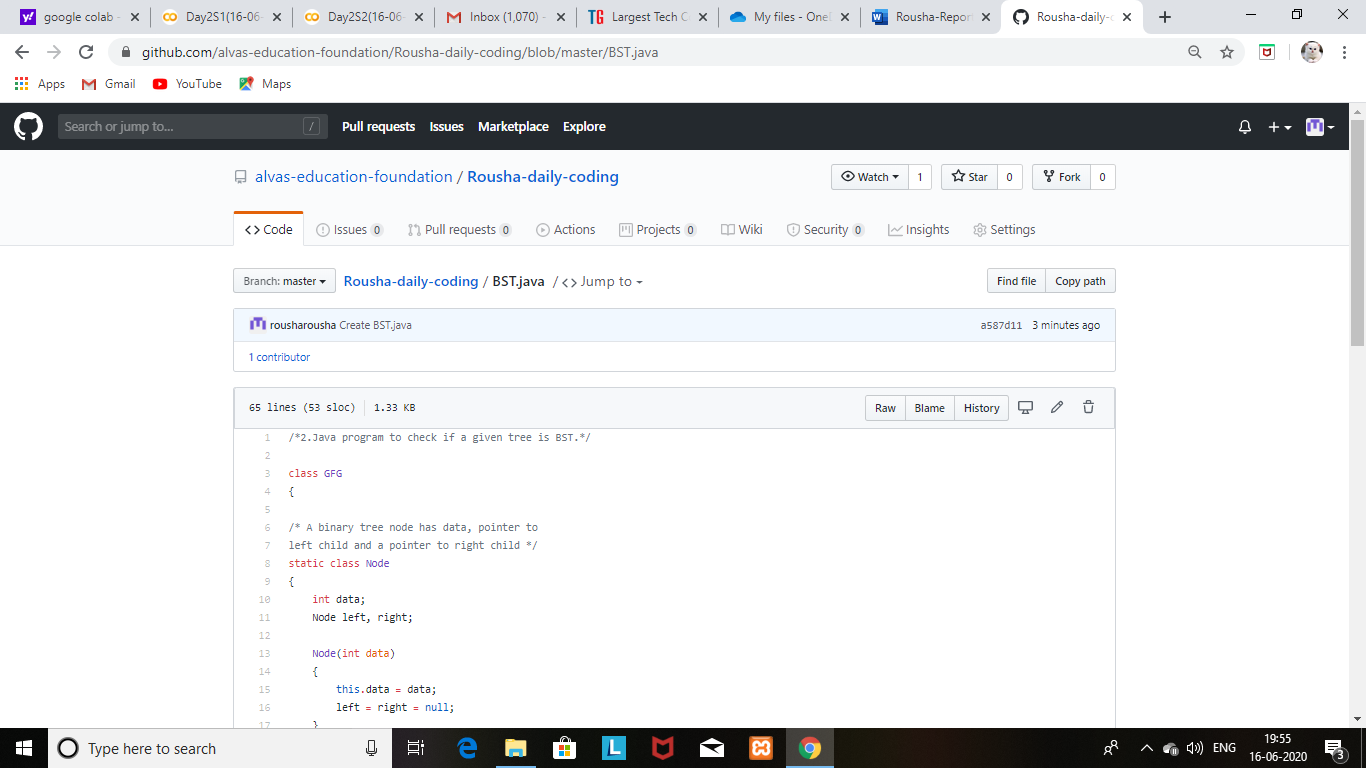 google colab -
Day2S1(16-06-
Day2S2(16-06-
Inbox (1,070) -
TG Largest Tech C
My files - OneD
Rousha-Report
Rousha-daily-c
github.com/alvas-education-foundation/Rousha-daily-coding/blob/master/BST.java
Apps Gmail YouTube Maps
Search or jump to... / Pull requests Issues Marketplace Explore
alvas-education-foundation / Rousha-daily-coding Watch 1 Star 0 Fork 0
<> Code Issues 0 Pull requests 0 Actions Projects 0 Wiki Security 0 Insights Settings
Branch: master Rousha-daily-coding / BST.java / <> Jump to Find file Copy path
rousharousha Create BST.java a587d11 3 minutes ago
1 contributor
65 lines (53 sloc) 1.33 KB Raw Blame History
1 /*2.Java program to check if a given tree is BST.*/
2
3 class GFG
4 {
5
6 /* A binary tree node has data, pointer to
7 left child and a pointer to right child */
8 static class Node
9 {
10 int data;
11 Node left, right;
12
13 Node(int data)
14 {
15 this.data = data;
16 left = right = null;
17 }
Type here to search ENG 19:55
16-06-2020 3